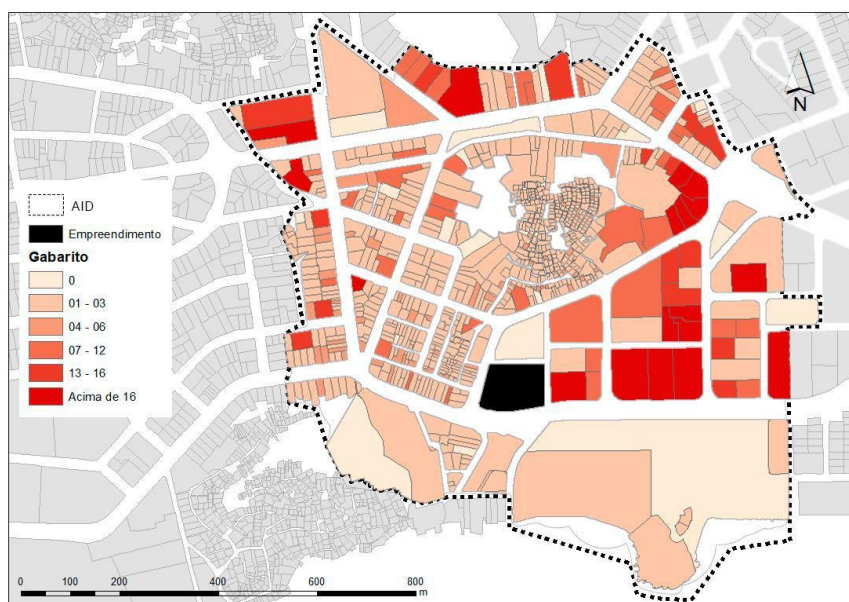 N
AID
Empreendimento
Gabarito
0
01 - 03
04 - 06
07 - 12
13 - 16
Acima de 16
0 100 200 400 600 800
m